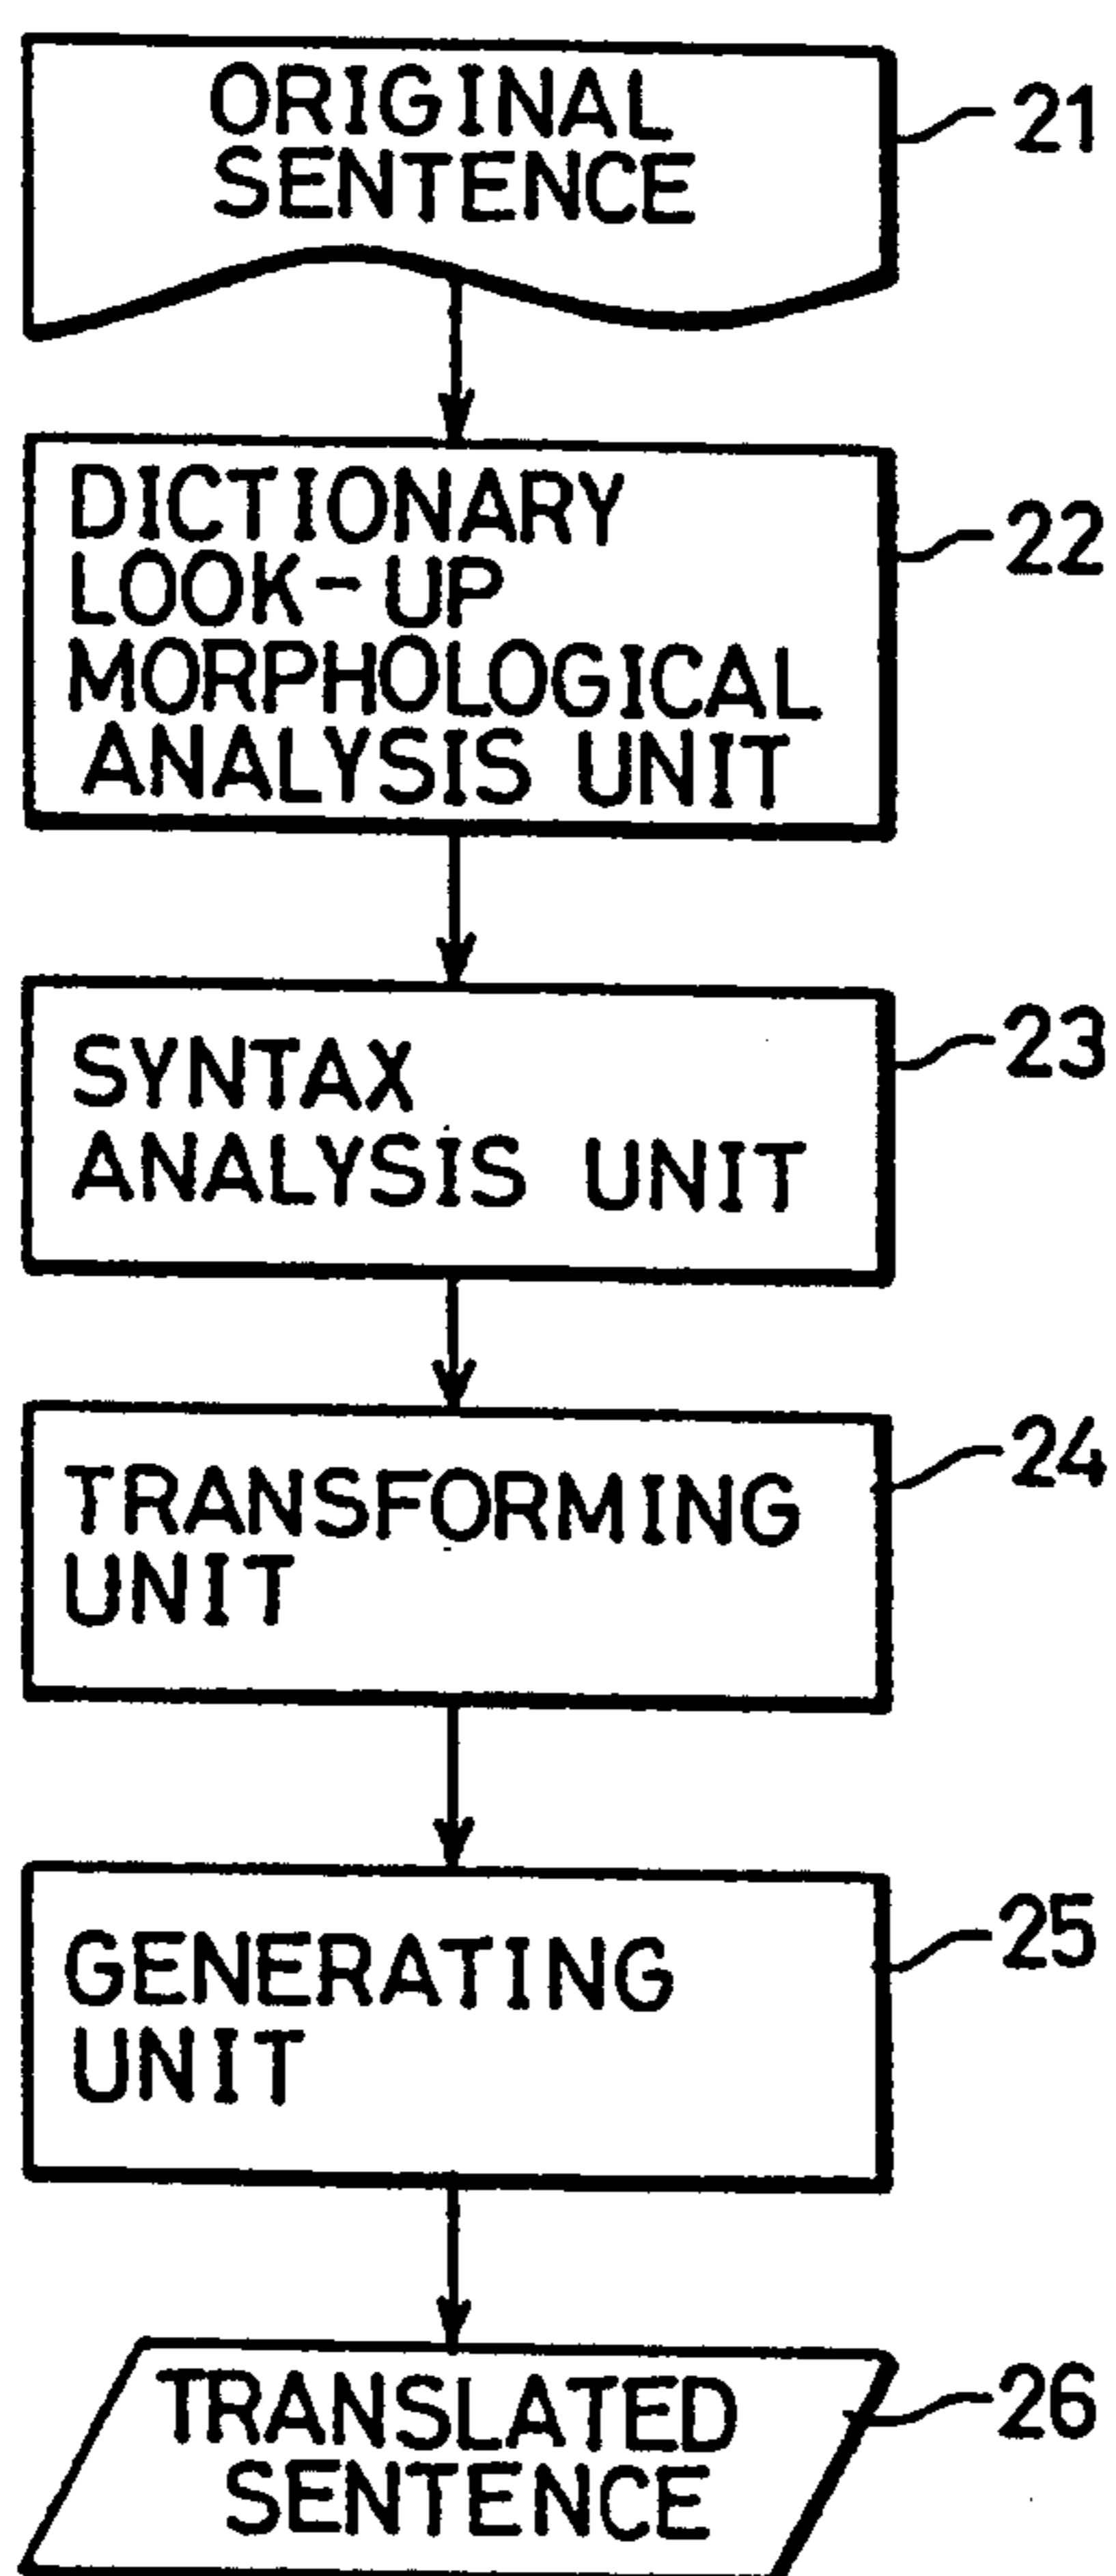 ORIGINAL
SENTENCE
21
DICTIONARY
LOOK-UP
MORPHOLOGICAL
ANALYSIS UNIT
22
SYNTAX
ANALYSIS UNIT
23
TRANSFORMING
UNIT
24
GENERATING
UNIT
25
TRANSLATED
SENTENCE
26